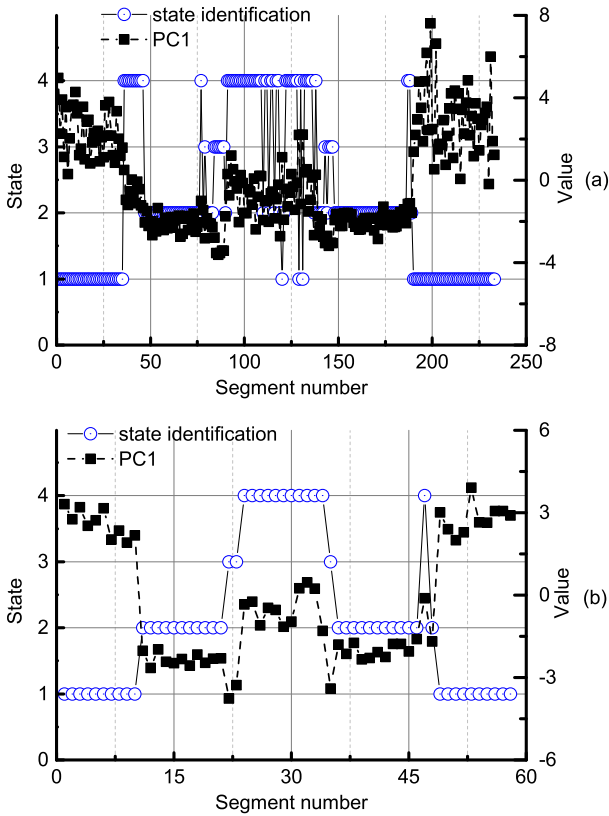 state identification
PC1
8
4
0
-4
-8
Value
(a)
4
3
2
1
0
State
0
50
100
150
200
250
Segment number
state identification
PC1
6
3
0
-3
-6
Value
(b)
5
4
3
2
1
0
State
0
15
30
45
60
Segment number